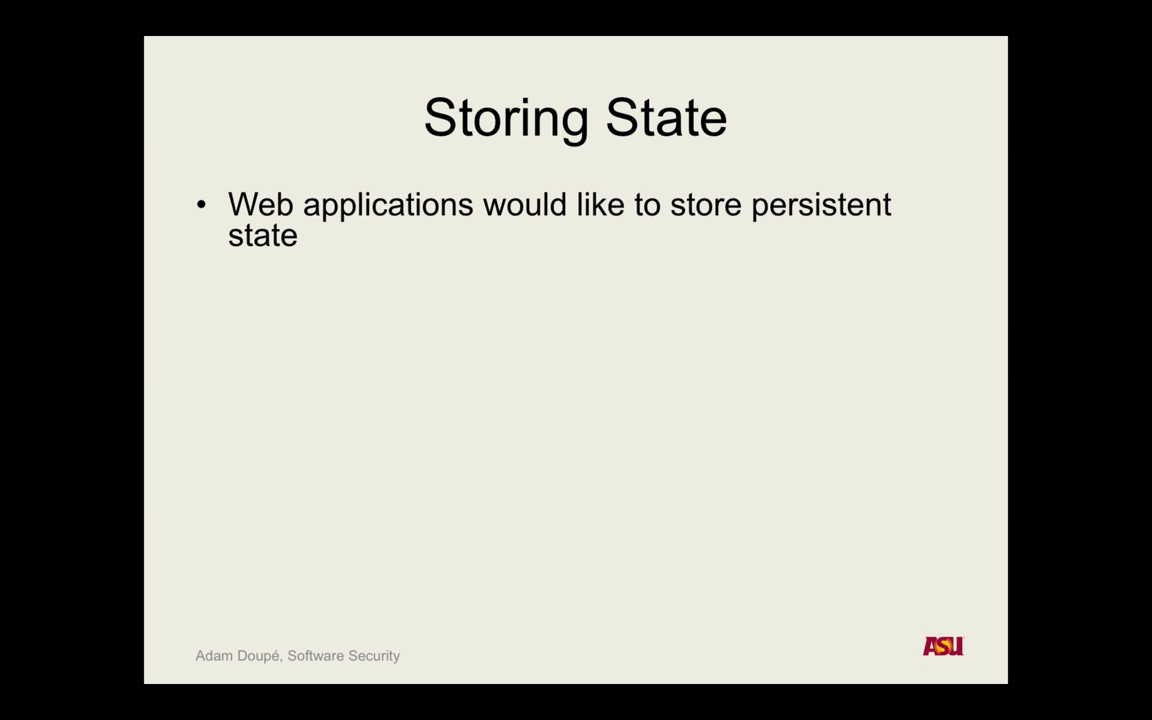 Storing State
• Web applications would like to store persistent
state
Adam Doupé, Software Security
ASU